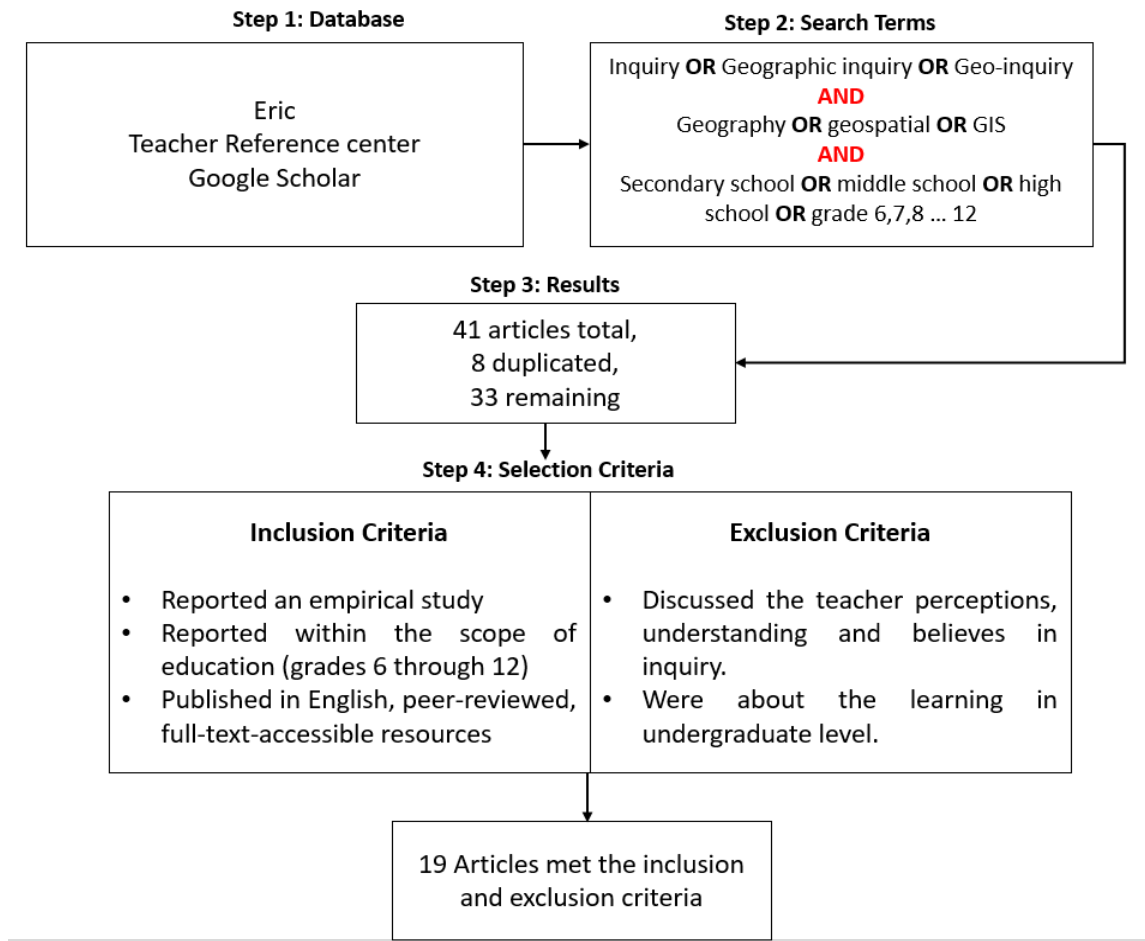 Step 1: Database
Eric
Teacher Reference center
Google Scholar
Step 2: Search Terms
Inquiry OR Geographic inquiry OR Geo-inquiry
AND
Geography OR geospatial OR GIS
AND
Secondary school OR middle school OR high
school OR grade 6,7,8 ... 12
Step 3: Results
41 articles total,
8 duplicated,
33 remaining
Step 4: Selection Criteria
Inclusion Criteria
• Reported an empirical study
• Reported within the scope of
education (grades 6 through 12)
• Published in English, peer-reviewed,
full-text-accessible resources
Exclusion Criteria
• Discussed the teacher perceptions,
understanding and believes in
inquiry.
• Were about the learning in
undergraduate level.
19 Articles met the inclusion
and exclusion criteria